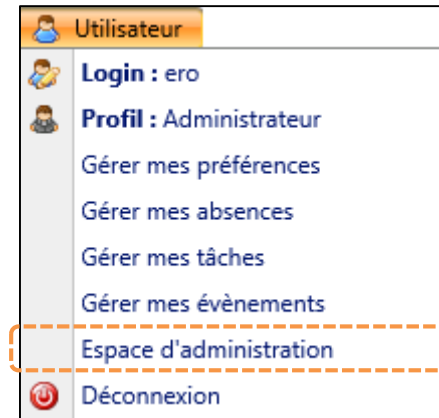 Utilisateur
Login : ero
Profil : Administrateur
Gérer mes préférences
Gérer mes absences
Gérer mes tâches
Gérer mes évènements
Espace d'administration
Déconnexion